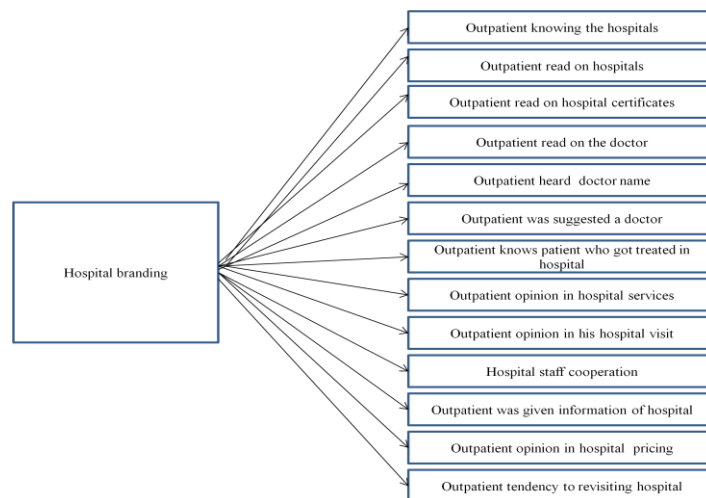 Outpatient knowing the hospitals
Outpatient read on hospitals
Outpatient read on hospital certificates
Outpatient read on the doctor
Outpatient heard doctor name
Outpatient was suggested a doctor
Hospital branding
Outpatient knows patient who got treated in
hospital
Outpatient opinion in hospital services
Outpatient opinion in his hospital visit
Hospital staff cooperation
Outpatient was given information of hospital
Outpatient opinion in hospital pricing
Outpatient tendency to revisiting hospital